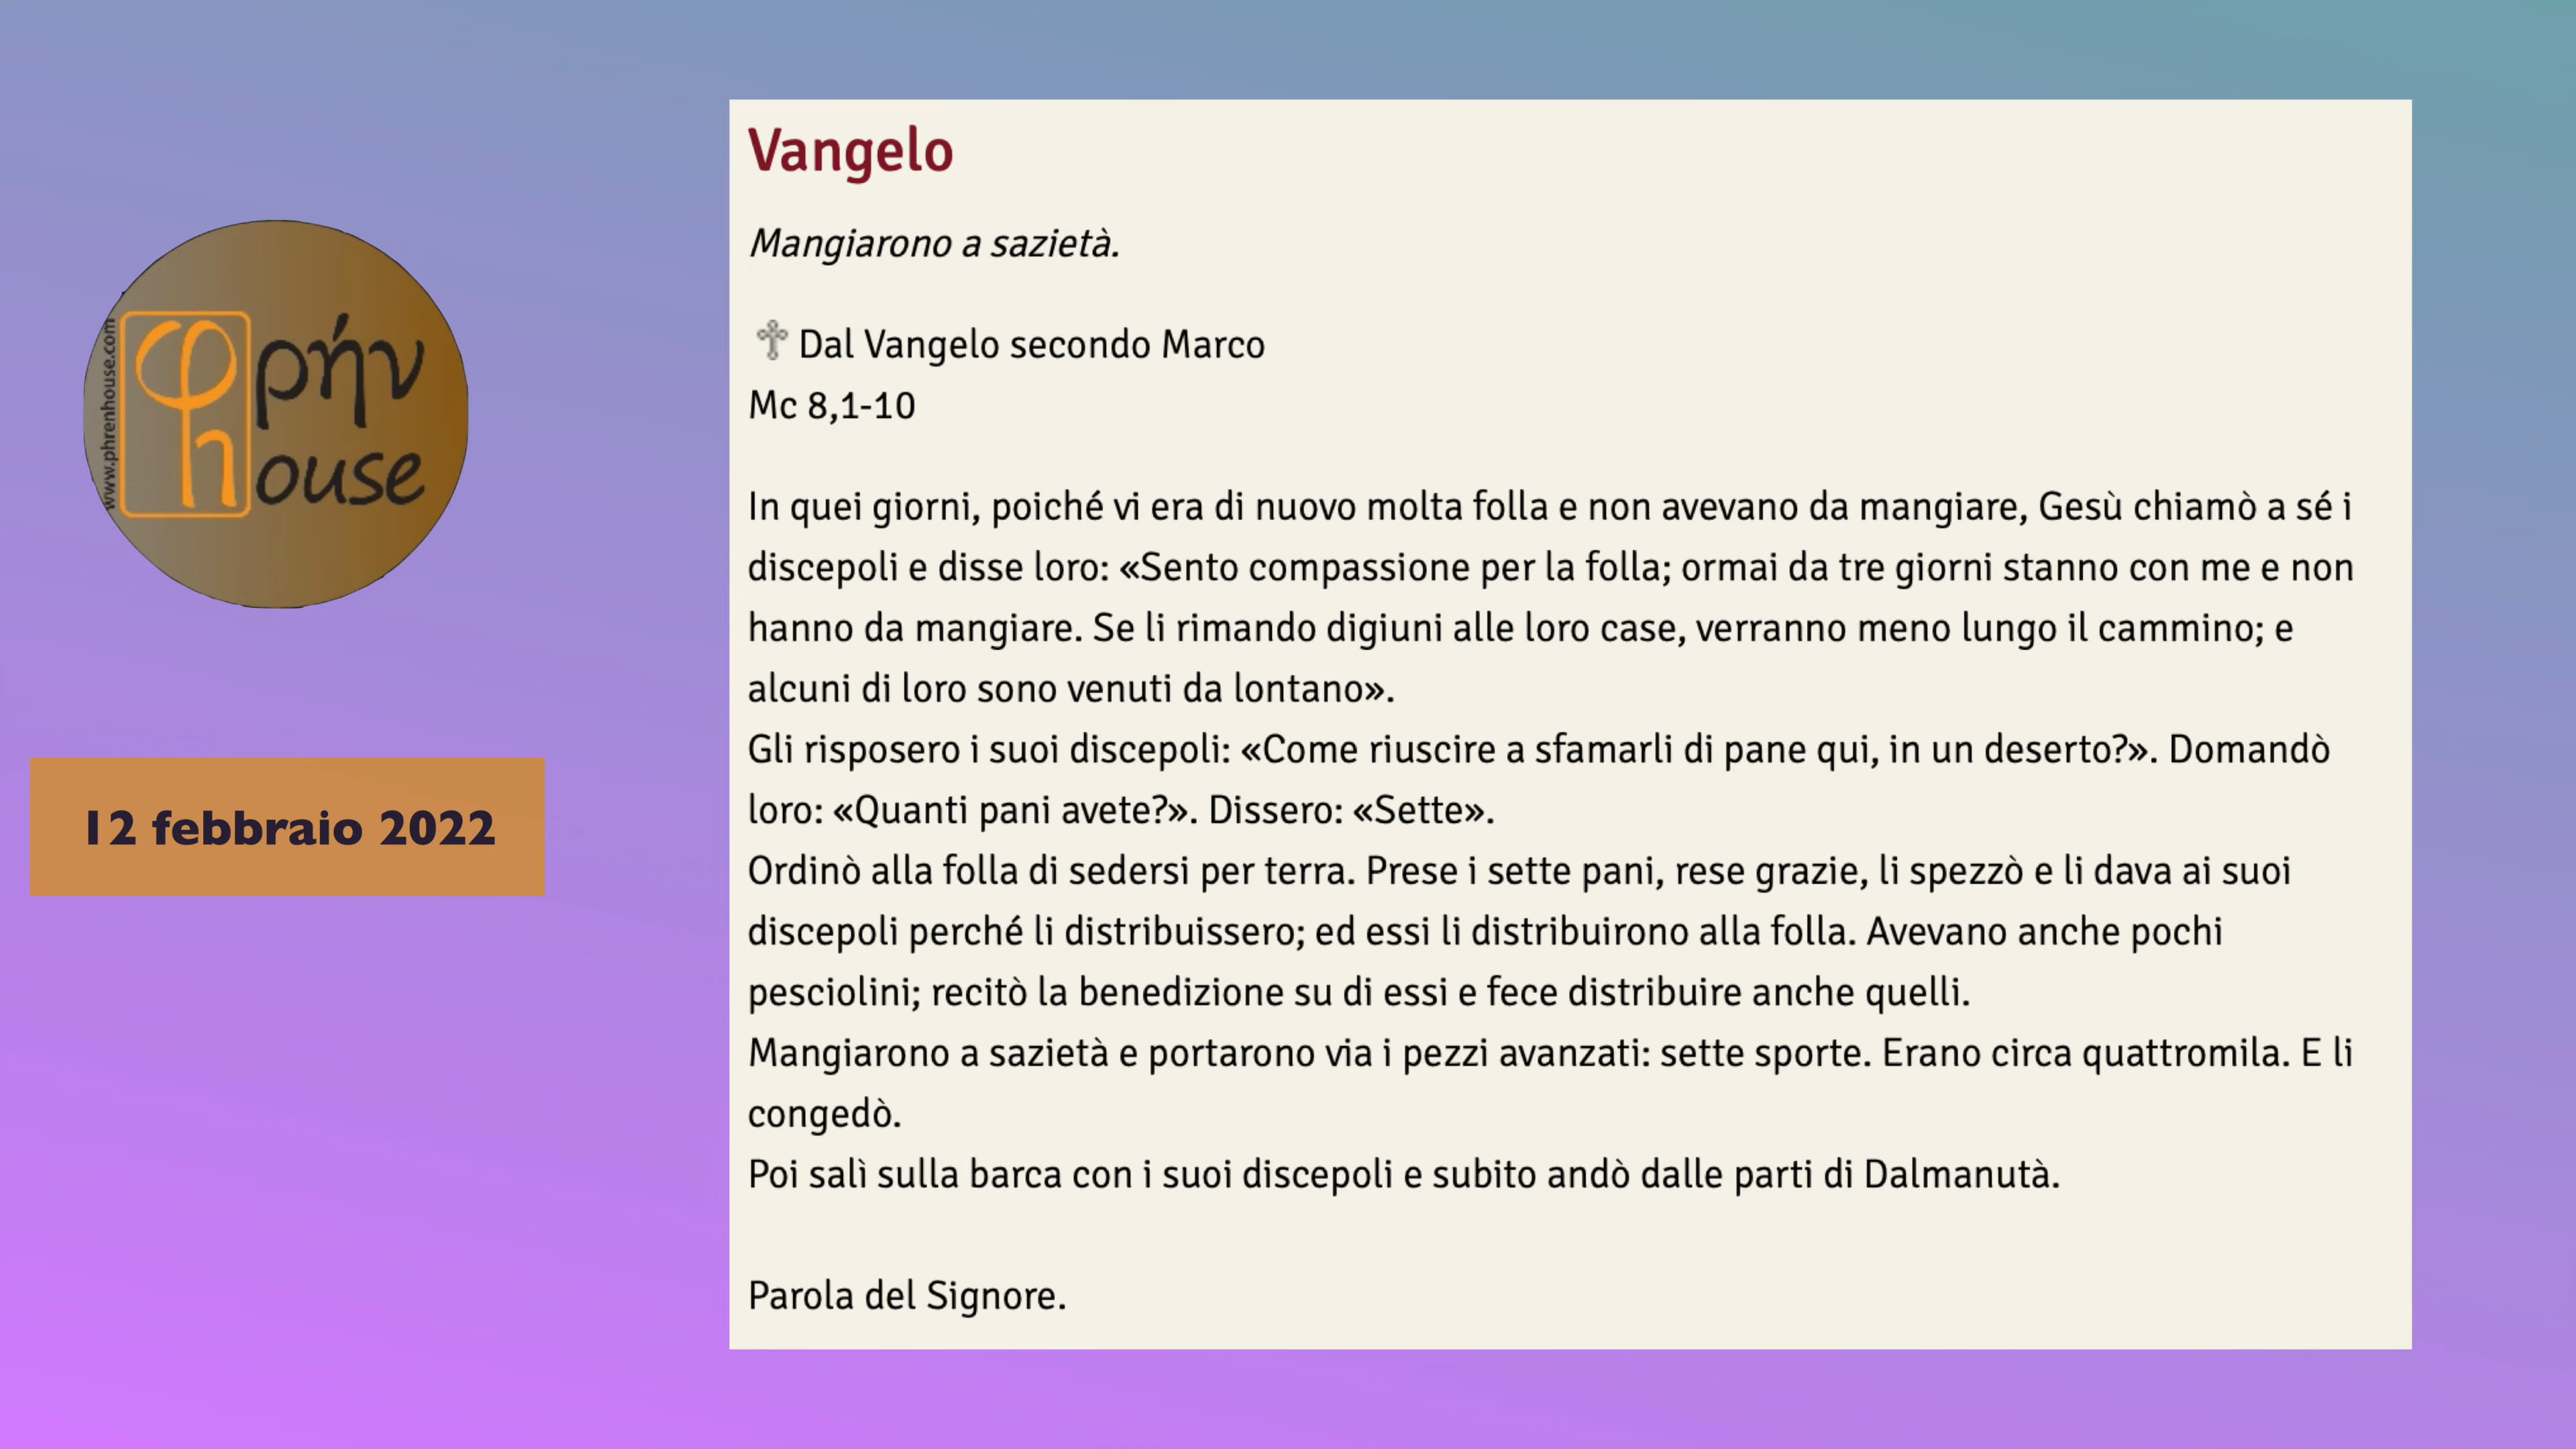 www.phrenhouse.com
φρήν
house
12 febbraio 2022
Vangelo
Mangiarono a sazietà.
Dal Vangelo secondo Marco
Mc 8,1-10
In quei giorni, poiché vi era di nuovo molta folla e non avevano da mangiare, Gesù chiamò a sé i
discepoli e disse loro: «Sento compassione per la folla; ormai da tre giorni stanno con me e non
hanno da mangiare. Se li rimando digiuni alle loro case, verranno meno lungo il cammino; e
alcuni di loro sono venuti da lontano».
Gli risposero i suoi discepoli: «Come riuscire a sfamarli di pane qui, in un deserto?». Domandò
loro: «Quanti pani avete?». Dissero: «Sette».
Ordinò alla folla di sedersi per terra. Prese i sette pani, rese grazie, li spezzò e li dava ai suoi
discepoli perché li distribuissero; ed essi li distribuirono alla folla. Avevano anche pochi
pesciolini; recitò la benedizione su di essi e fece distribuire anche quelli.
Mangiarono a sazietà e portarono via i pezzi avanzati: sette sporte. Erano circa quattromila. E li
congedò.
Poi salì sulla barca con i suoi discepoli e subito andò dalle parti di Dalmanutà.
Parola del Signore.